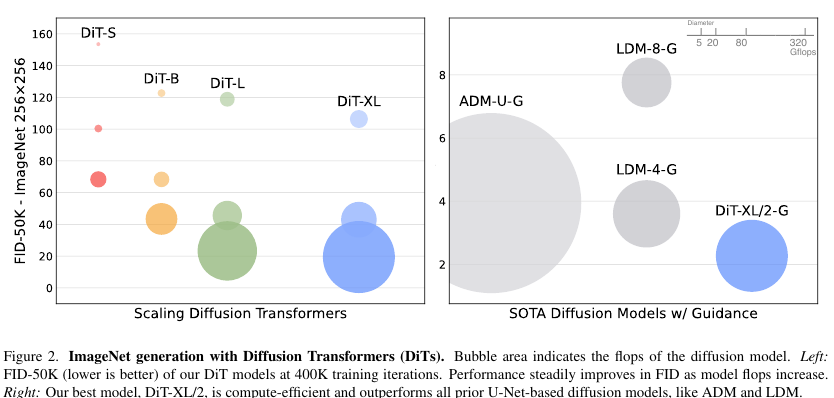 DiT-S
DiT-B
DiT-L
DiT-XL
FID-50K - ImageNet 256×256
160
140
120
100
80
60
40
20
0
Scaling Diffusion Transformers
Diameter
5 20 80 320
Gflops
LDM-8-G
ADM-U-G
LDM-4-G
DiT-XL/2-G
8
6
4
2
SOTA Diffusion Models w/ Guidance
Figure 2. ImageNet generation with Diffusion Transformers (DiTs). Bubble area indicates the flops of the diffusion model. Left:
FID-50K (lower is better) of our DiT models at 400K training iterations. Performance steadily improves in FID as model flops increase.
Right: Our best model, DiT-XL/2, is compute-efficient and outperforms all prior U-Net-based diffusion models, like ADM and LDM.